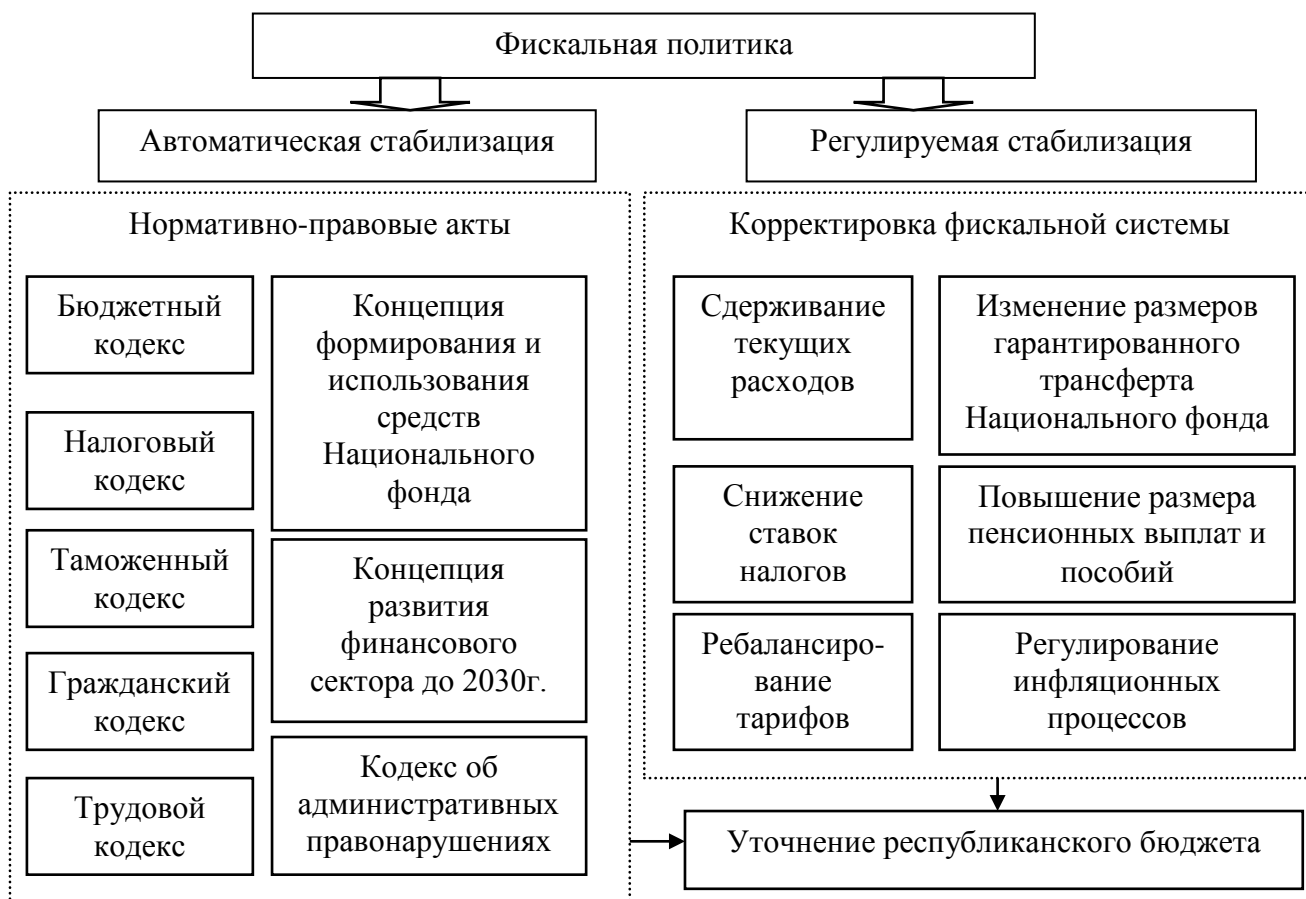 Фискальная политика
Автоматическая стабилизация
Регулируемая стабилизация
Нормативно-правовые акты
Бюджетный
кодекс
Налоговый
кодекс
Таможенный
кодекс
Гражданский
кодекс
Трудовой
кодекс
Концепция
формирования и
использования
средств
Национального
фонда
Концепция
развития
финансового
сектора до 2030г.
Кодекс об
административных
правонарушениях
Корректировка фискальной системы
Сдерживание
текущих
расходов
Изменение размеров
гарантированного
трансферта
Национального фонда
Снижение
ставок
налогов
Повышение размера
пенсионных выплат и
пособий
Ребалансиро-
вание
тарифов
Регулирование
инфляционных
процессов
Уточнение республиканского бюджета